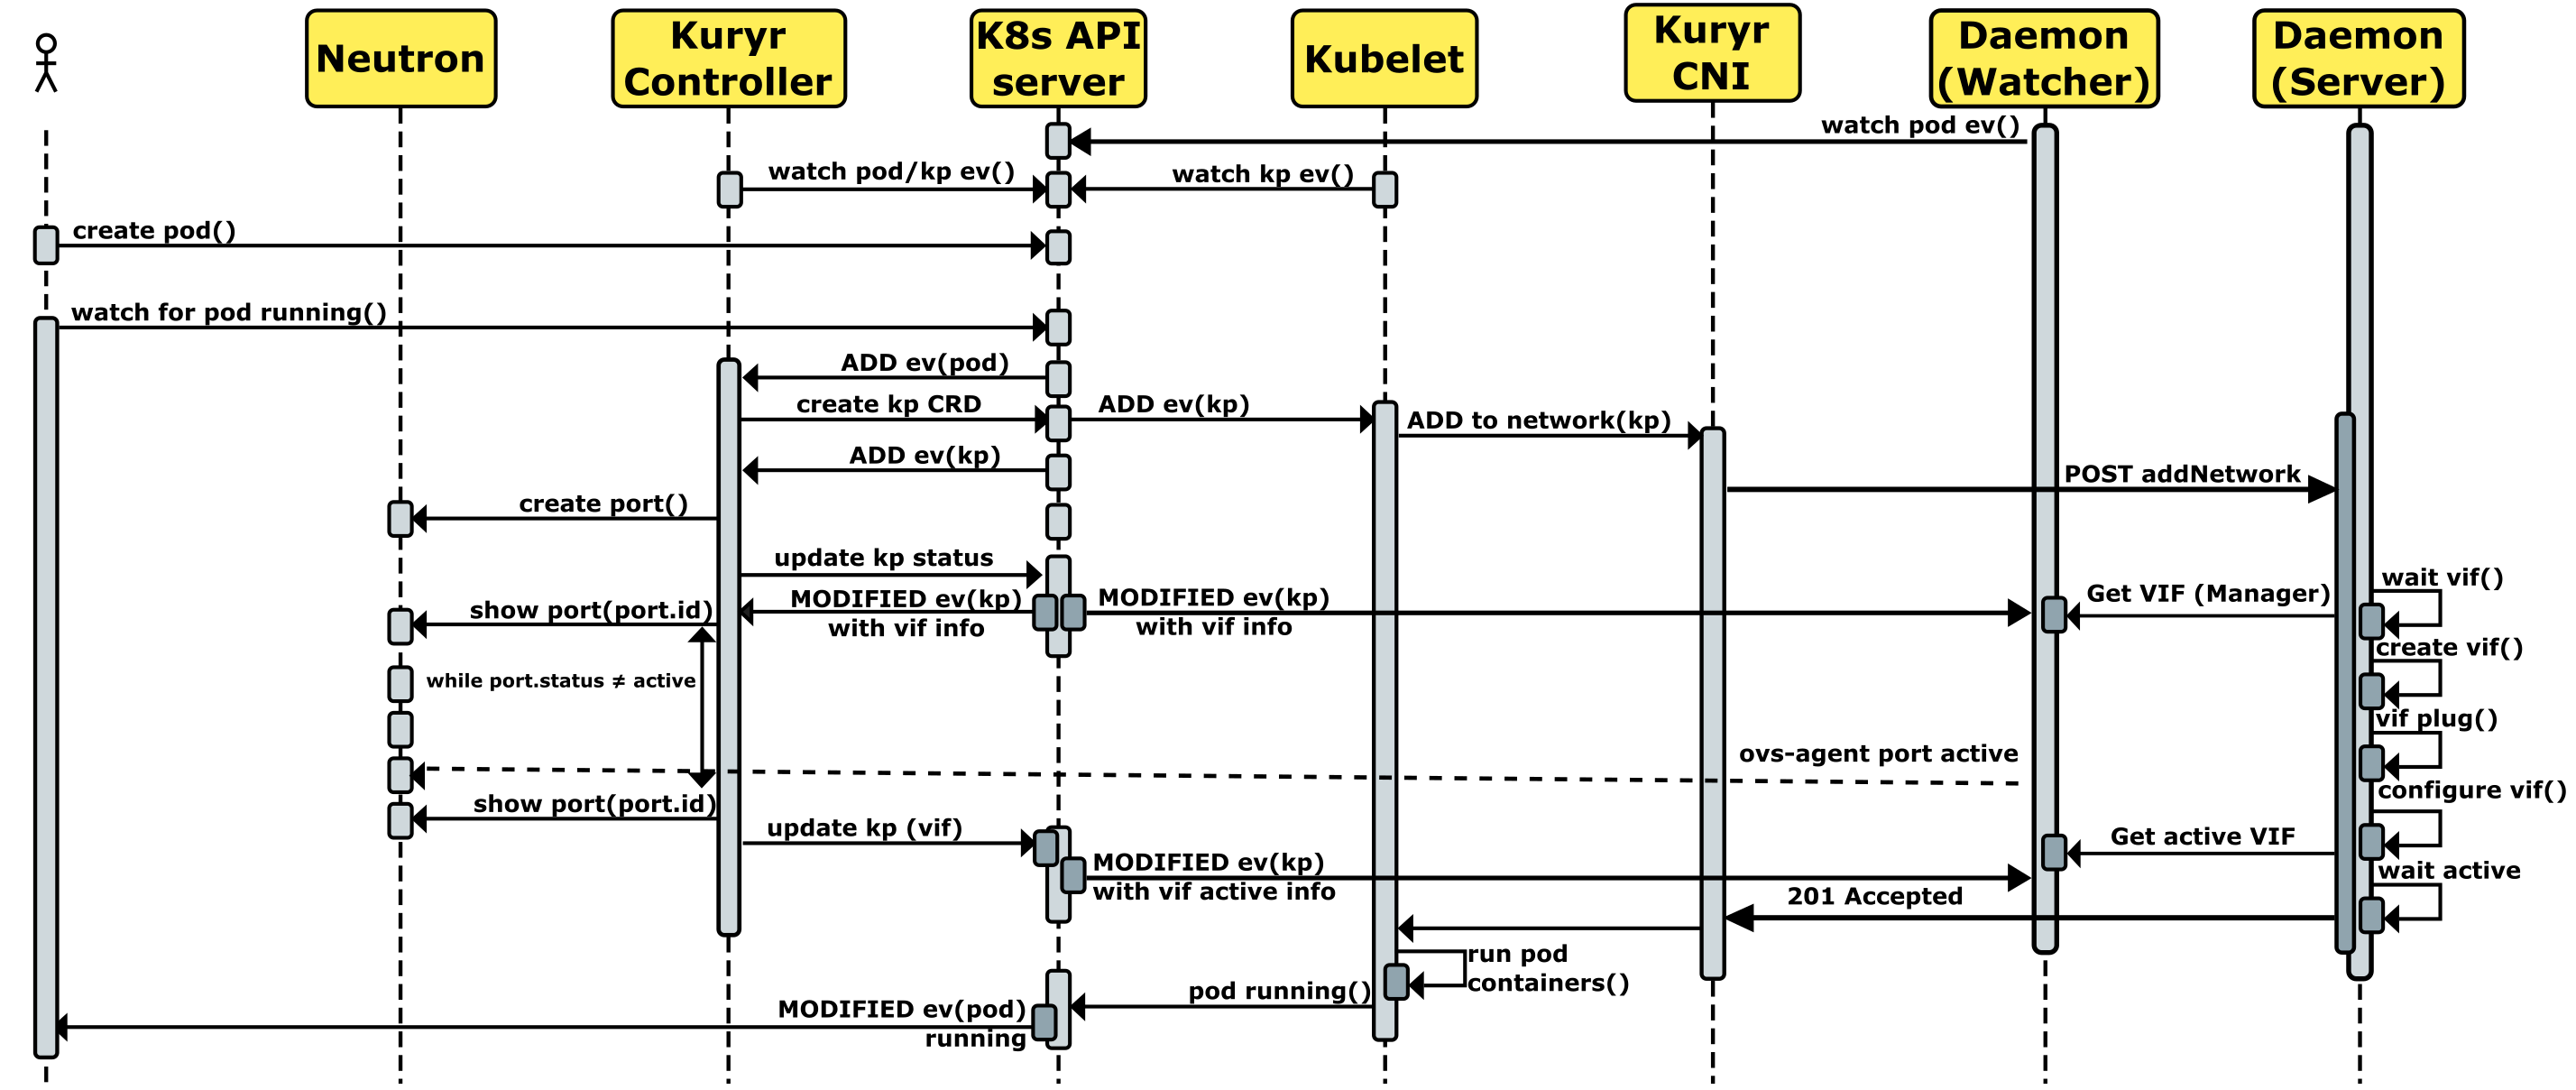 Neutron
Kuryr
Controller
K8s API
server
Kubelet
Kuryr
CNI
Daemon
(Watcher)
Daemon
(Server)
watch pod ev()
watch pod/kp ev()
watch kp ev()
create pod()
watch for pod running()
ADD ev(pod)
create kp CRD
ADD ev(kp)
ADD to network(kp)
ADD ev(kp)
POST addNetwork
create port()
update kp status
wait vif()
Get VIF (Manager)
MODIFIED ev(kp)
with vif info
MODIFIED ev(kp)
with vif info
show port(port.id)
create vif()
while port.status ≠ active
vif plug()
ovs-agent port active
configure vif()
show port(port.id)
update kp (vif)
Get active VIF
MODIFIED ev(kp)
with vif active info
wait active
201 Accepted
run pod
containers()
pod running()
MODIFIED ev(pod)
running